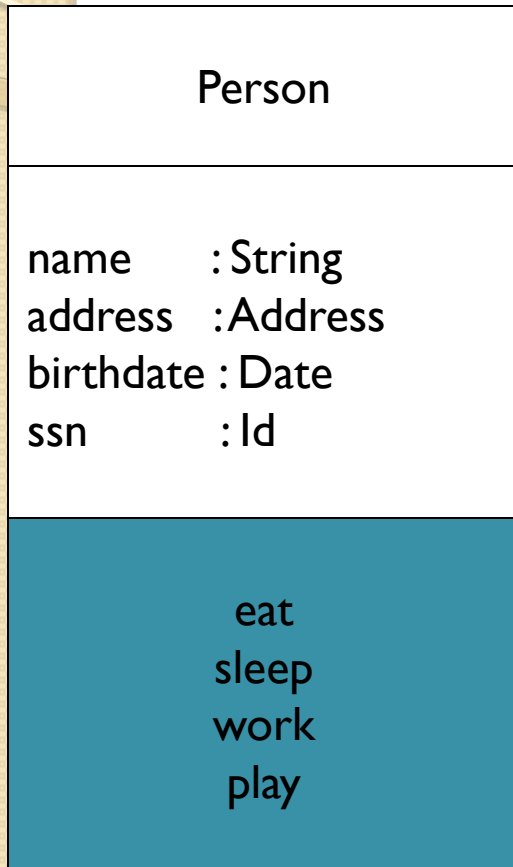 Person
name : String
address : Address
birthdate : Date
ssn : Id
eat
sleep
work
play